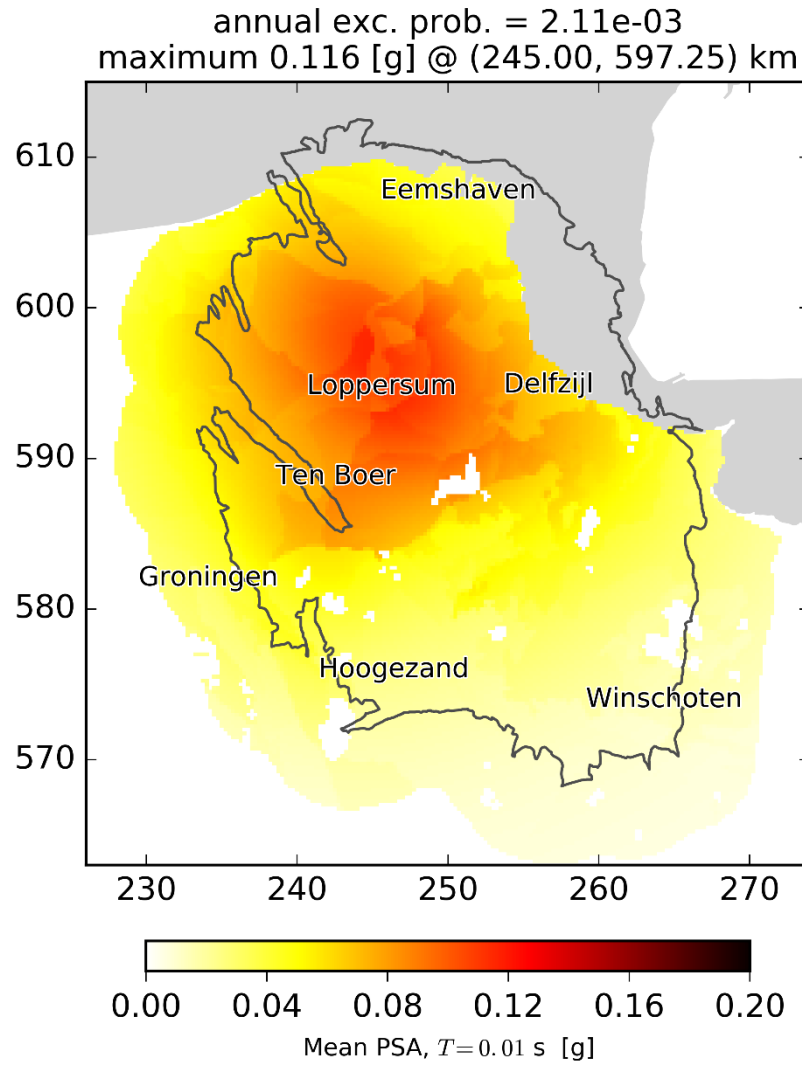 annual exc. prob. = 2.11e-03
maximum 0.116 [g] @ (245.00, 597.25) km
610
Eemshaven
600
Loppersum
Delfzijl
590
Ten Boer
Groningen
580
Hoogezand
Winschoten
570
230 240 250 260 270
0.00 0.04 0.08 0.12 0.16 0.20
Mean PSA, T=0.01 s [g]